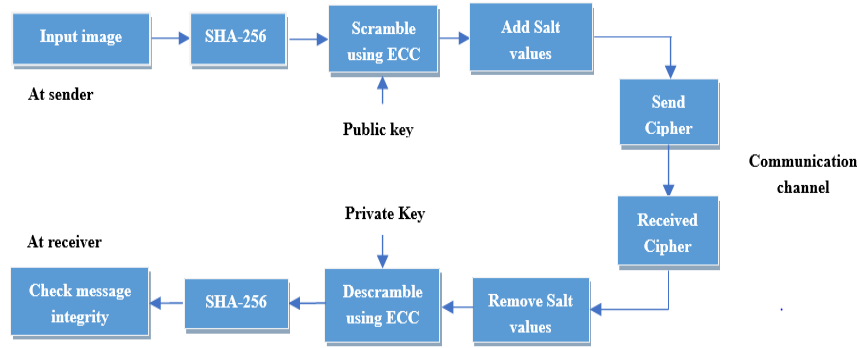 Input image
SHA-256
Scramble
using ECC
Add Salt
values
At sender
Public key
Send
Cipher
Communication
channel
Received
Cipher
Private Key
At receiver
Check message
integrity
SHA-256
Descramble
using ECC
Remove Salt
values